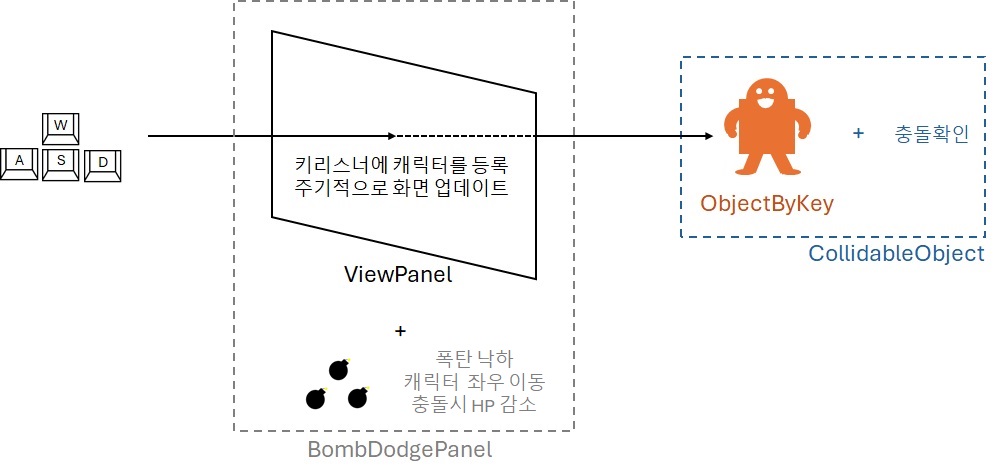 W
A S D
키리스너에 캐릭터를 등록
주기적으로 화면 업데이트
ViewPanel
+
폭탄 낙하
캐릭터 좌우 이동
충돌시 HP 감소
BombDodgePanel
+ 충돌확인
ObjectByKey
CollidableObject